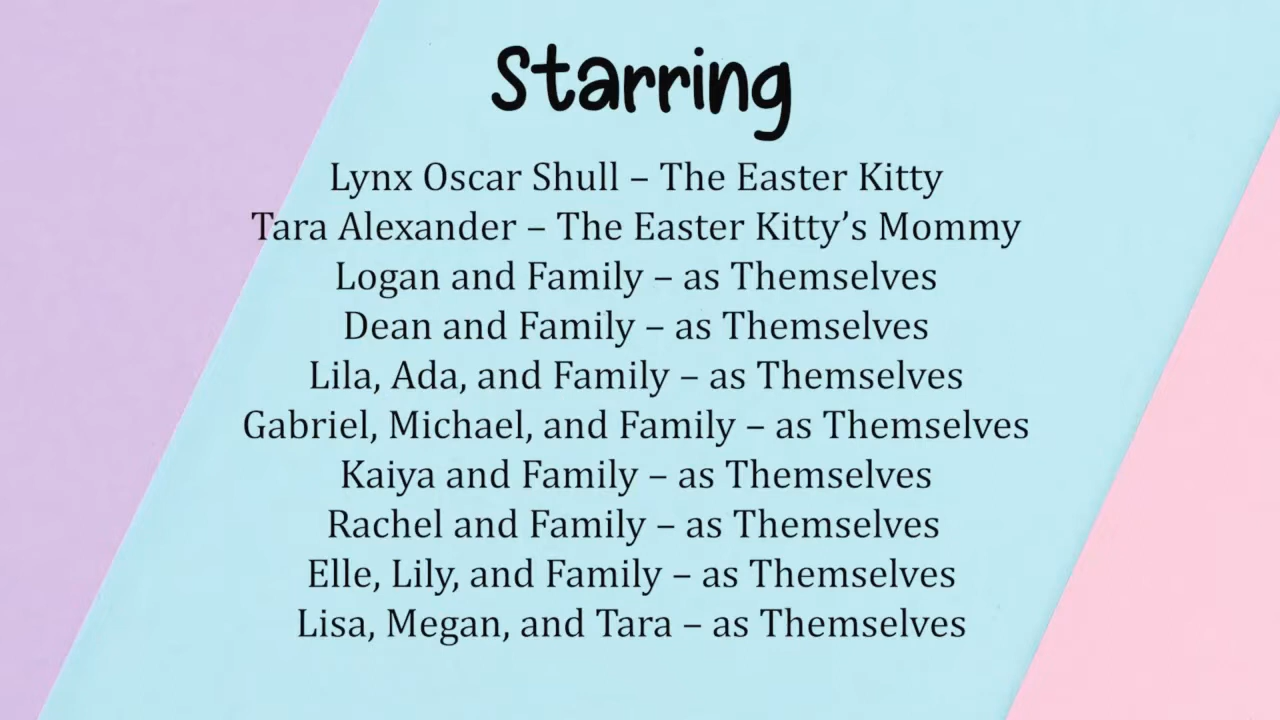 Starring
Lynx Oscar Shull – The Easter Kitty
Tara Alexander – The Easter Kitty’s Mommy
Logan and Family – as Themselves
Dean and Family – as Themselves
Lila, Ada, and Family – as Themselves
Gabriel, Michael, and Family – as Themselves
Kaiya and Family – as Themselves
Rachel and Family – as Themselves
Elle, Lily, and Family – as Themselves
Lisa, Megan, and Tara – as Themselves